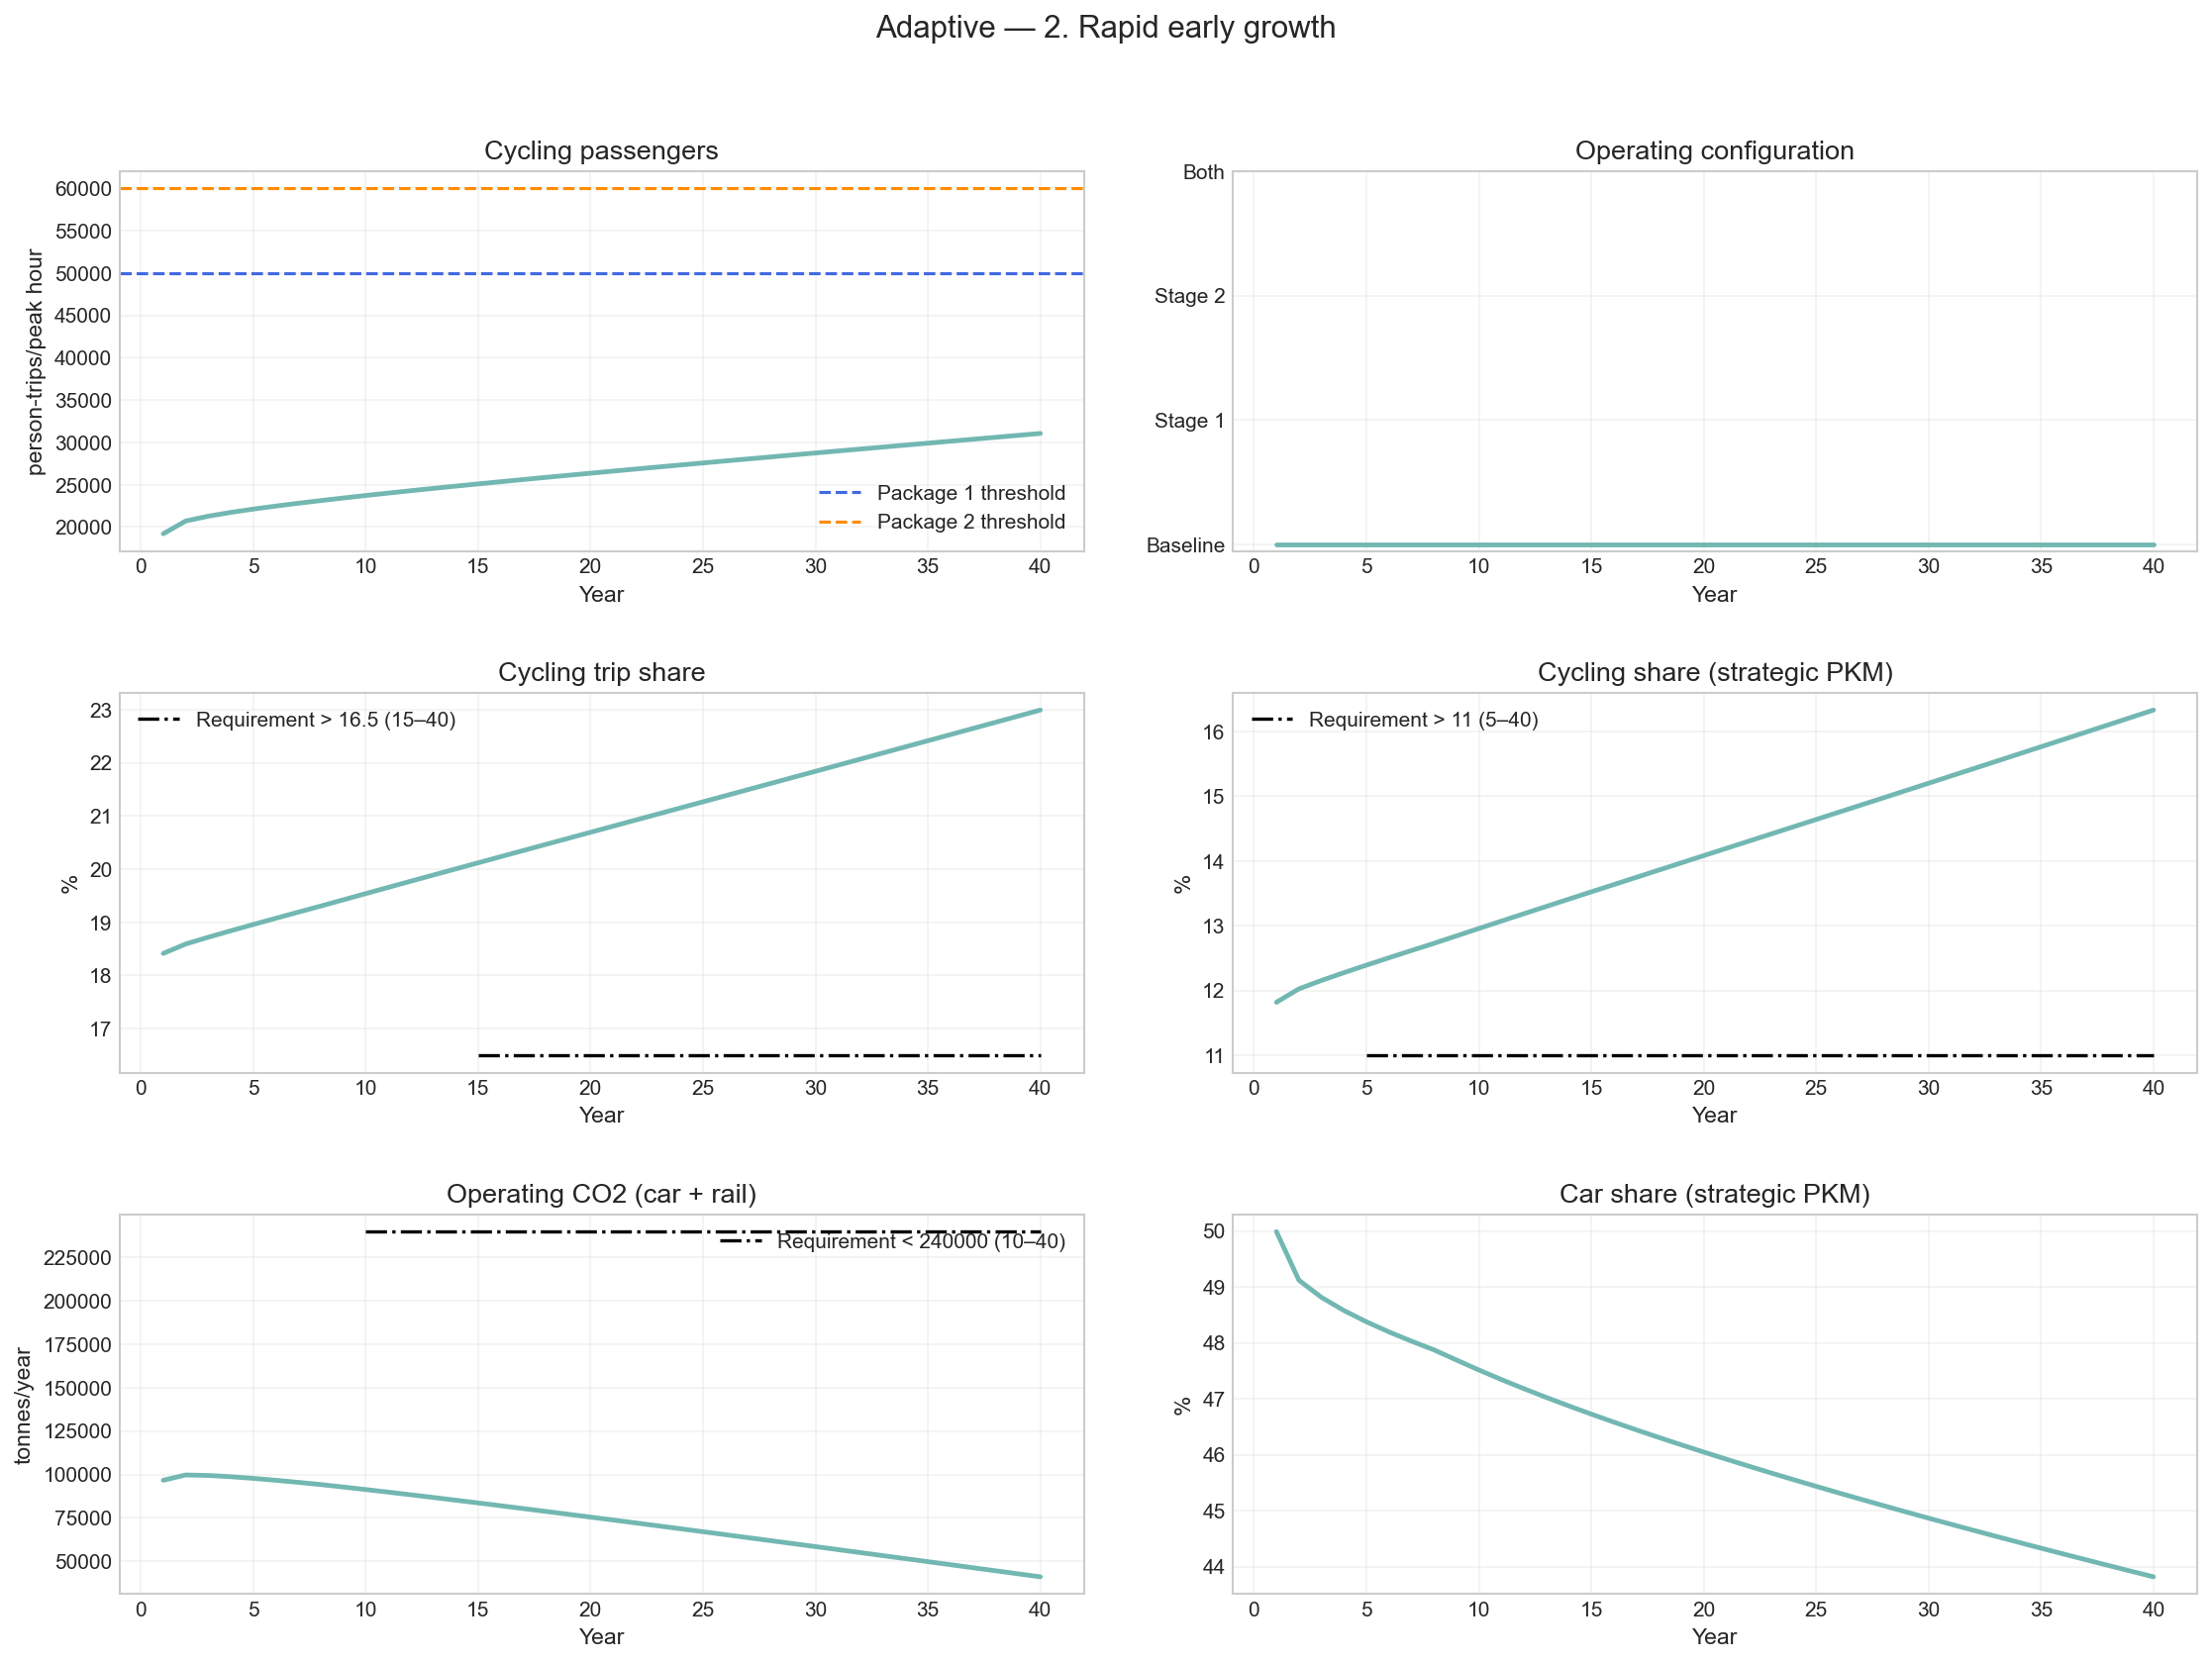 Adaptive — 2. Rapid early growth
Cycling passengers
person-trips/peak hour
60000
55000
50000
45000
40000
35000
30000
25000
20000
Package 1 threshold
Package 2 threshold
0 5 10 15 20 25 30 35 40
Year
Operating configuration
Both
Stage 2
Stage 1
Baseline
0 5 10 15 20 25 30 35 40
Year
Cycling trip share
%
23
22
21
20
19
18
17
Requirement > 16.5 (15–40)
0 5 10 15 20 25 30 35 40
Year
Cycling share (strategic PKM)
%
16
15
14
13
12
11
Requirement > 11 (5–40)
0 5 10 15 20 25 30 35 40
Year
Operating CO2 (car + rail)
tonnes/year
225000
200000
175000
150000
125000
100000
75000
50000
Requirement < 240000 (10–40)
0 5 10 15 20 25 30 35 40
Year
Car share (strategic PKM)
%
50
49
48
47
46
45
44
0 5 10 15 20 25 30 35 40
Year